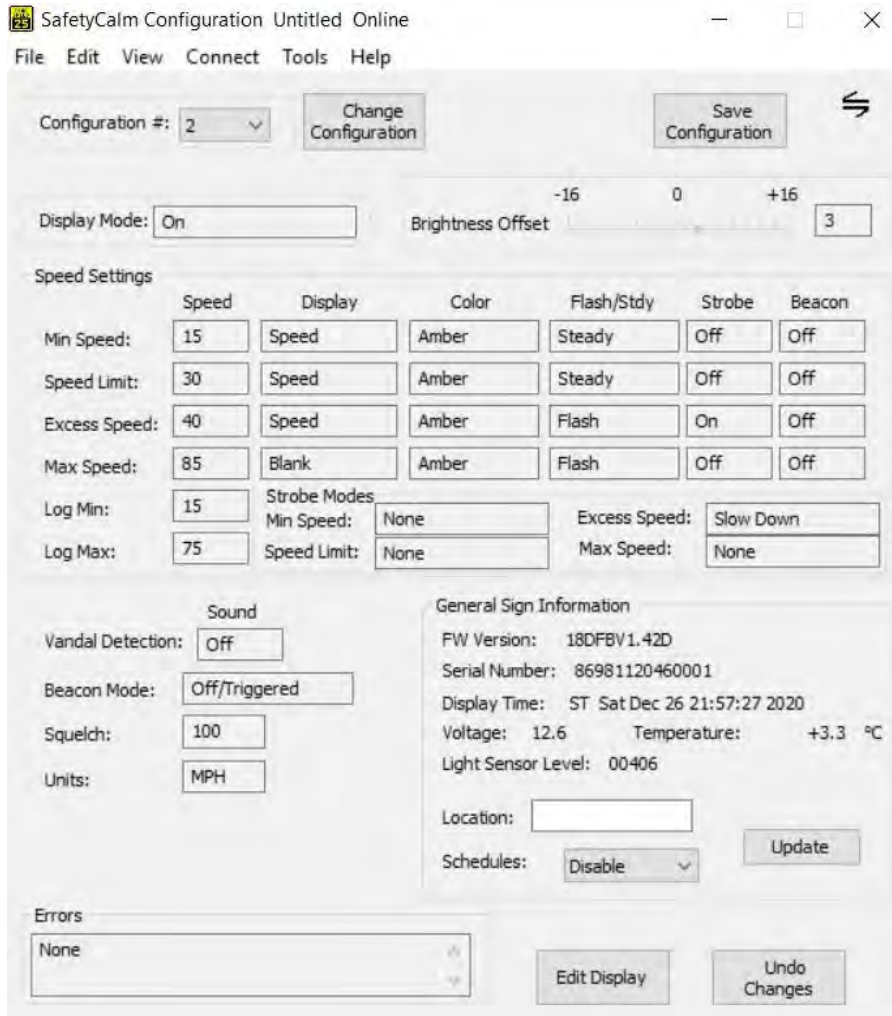 SafetyCalm Configuration Untitled Online
File Edit View Connect Tools Help
Configuration #: 2
Change
Configuration
Save
Configuration
Display Mode: On
Brightness Offset
-16 0 +16
3
Speed Settings
Speed Display Color Flash/Stdy Strobe Beacon
Min Speed: 15 Speed Amber Steady Off Off
Speed Limit: 30 Speed Amber Steady Off Off
Excess Speed: 40 Speed Amber Flash On Off
Max Speed: 85 Blank Amber Flash Off Off
Log Min: 15
Log Max: 75
Strobe Modes
Min Speed: None Excess Speed: Slow Down
Speed Limit: None Max Speed: None
Sound
Vandal Detection: Off
Beacon Mode: Off/Triggered
Squelch: 100
Units: MPH
General Sign Information
FW Version: 18DFBV1.42D
Serial Number: 86981120460001
Display Time: ST Sat Dec 26 21:57:27 2020
Voltage: 12.6 Temperature: +3.3 ºC
Light Sensor Level: 00406
Location:
Schedules: Disable
Update
Errors
None
Edit Display
Undo
Changes